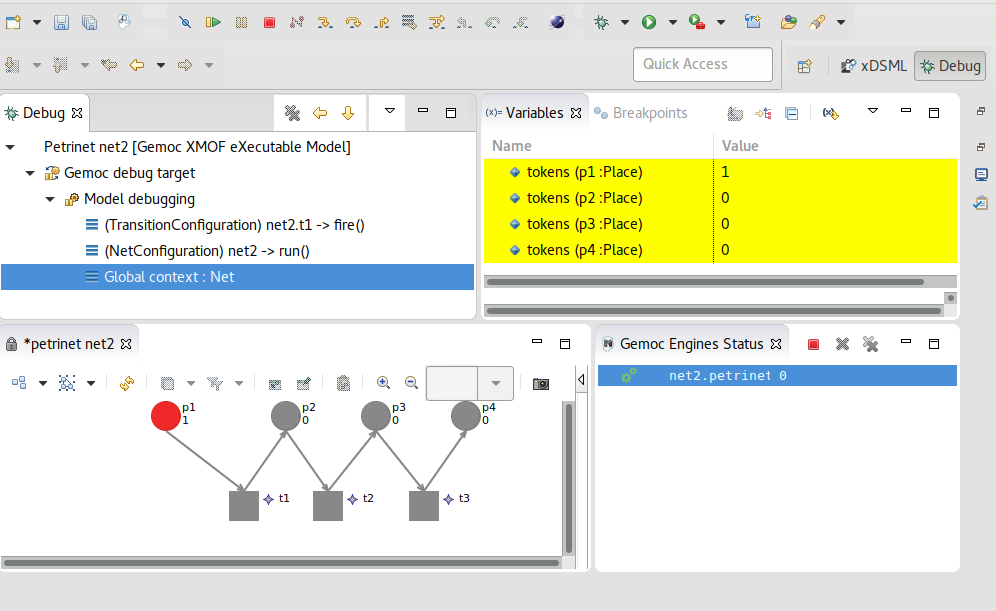 Quick Access
xDSML
Debug
Debug
Petrinet net2 [Gemoc XMOF eXecutable Model]
Gemoc debug target
Model debugging
(TransitionConfiguration) net2.t1 -> fire()
(NetConfiguration) net2 -> run()
Global context : Net
(x)= Variables
Breakpoints
Name Value
tokens (p1 :Place) 1
tokens (p2 :Place) 0
tokens (p3 :Place) 0
tokens (p4 :Place) 0
*petrinet net2
p1
1
p2
0
p3
0
p4
0
t1
t2
t3
Gemoc Engines Status
net2.petrinet 0